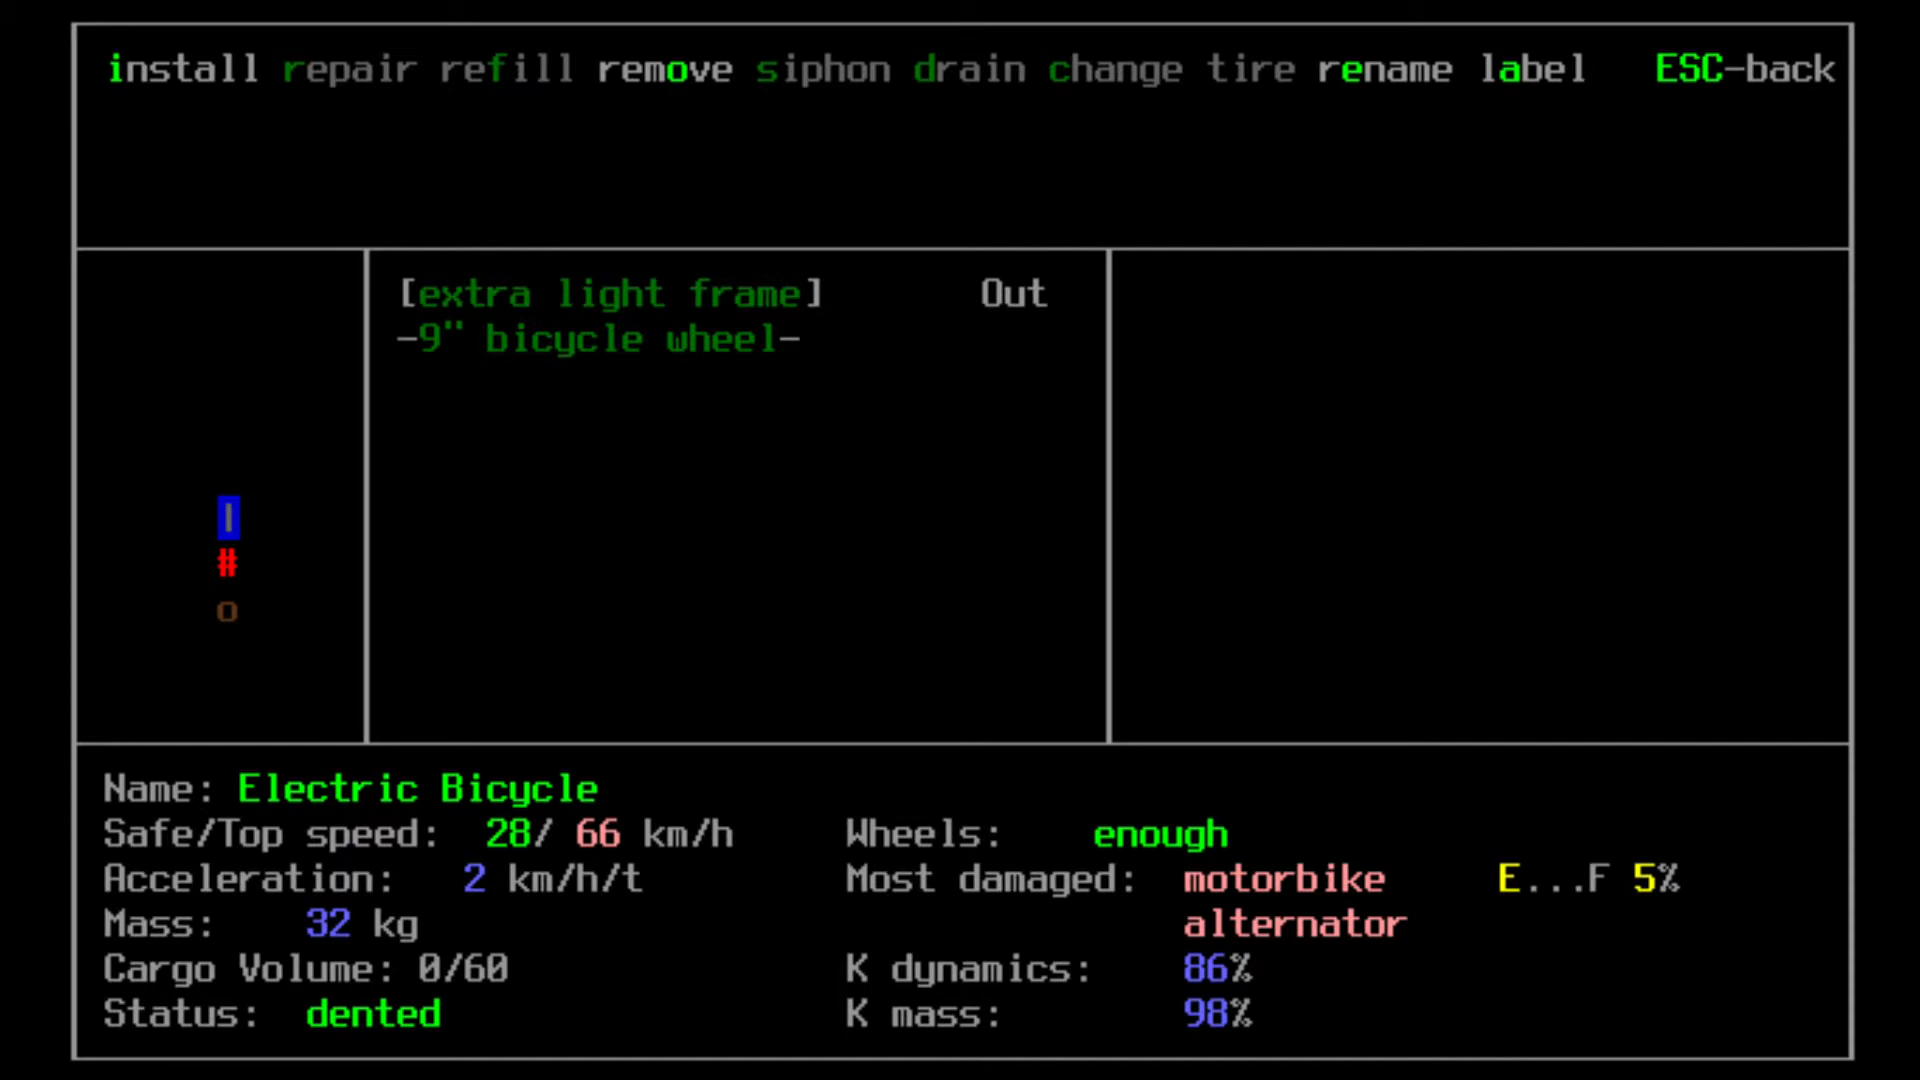 install repair refill remove siphon drain change tire rename label ESC-back
[extra light frame] Out
-9" bicycle wheel-
|
#
o
Name: Electric Bicycle
Safe/Top speed: 28/ 66 km/h Wheels: enough
Acceleration: 2 km/h/t Most damaged: motorbike E...F 5%
Mass: 32 kg alternator
Cargo Volume: 0/60 K dynamics: 86%
Status: dented K mass: 98%